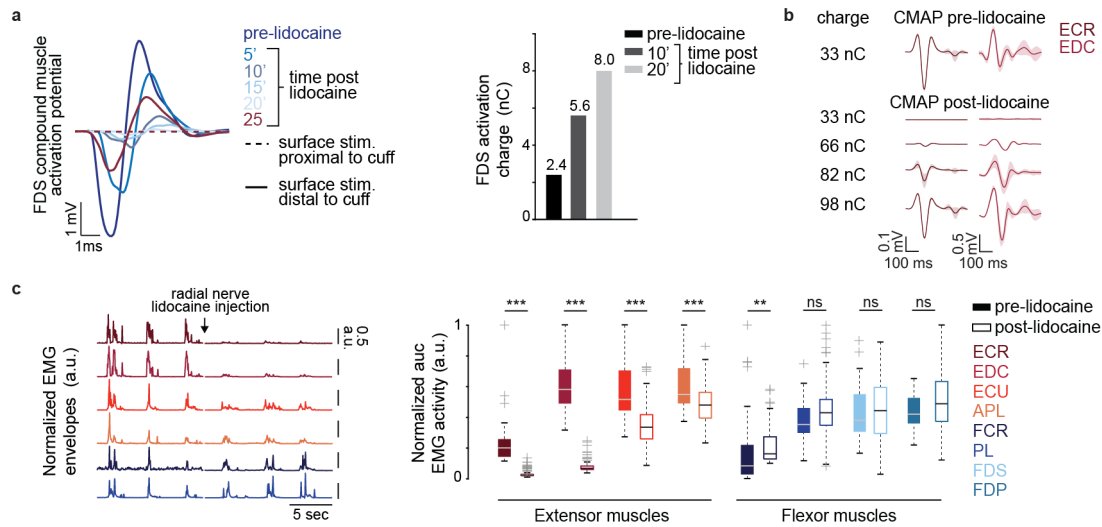 a
FDS compound muscle
activation potential
1 mV
1ms
pre-lidocaine
5'
10'
15'
20'
25
time post
lidocaine
surface stim.
proximal to cuff
surface stim.
distal to cuff
FDS activation
charge (nC)
8
4
0
2.4
5.6
8.0
pre-lidocaine
10'
20'
time post
lidocaine
b
charge
CMAP pre-lidocaine
ECR
EDC
33 nC
CMAP post-lidocaine
33 nC
66 nC
82 nC
98 nC
0.1
mV
100 ms
0.5
mV
100 ms
c
radial nerve
lidocaine injection
Normalized EMG
envelopes (a.u.)
0.5
a.u.
5 sec
Normalized auc
EMG activity (a.u.)
1
0
***
***
***
***
**
ns
ns
ns
Extensor muscles
Flexor muscles
pre-lidocaine
post-lidocaine
ECR
EDC
ECU
APL
FCR
PL
FDS
FDP